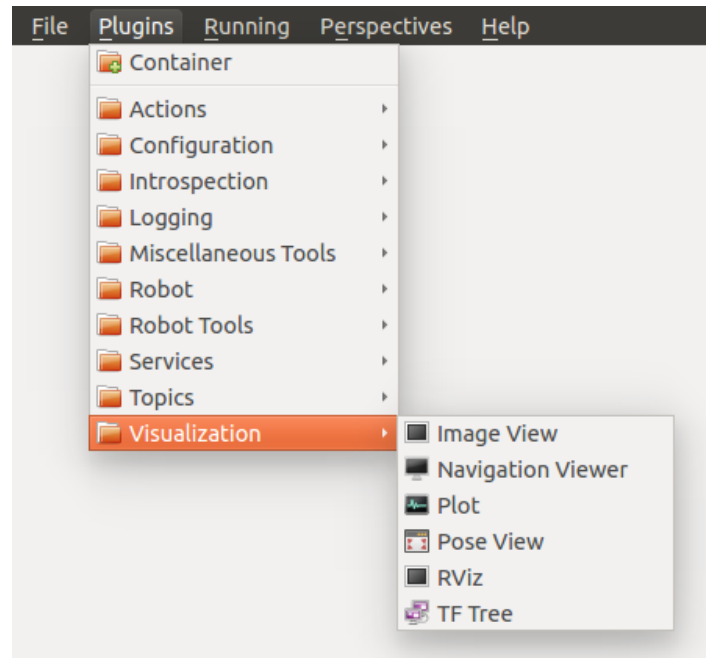 File Plugins Running Perspectives Help
Container
Actions
Configuration
Introspection
Logging
Miscellaneous Tools
Robot
Robot Tools
Services
Topics
Visualization
Image View
Navigation Viewer
Plot
Pose View
RViz
TF Tree